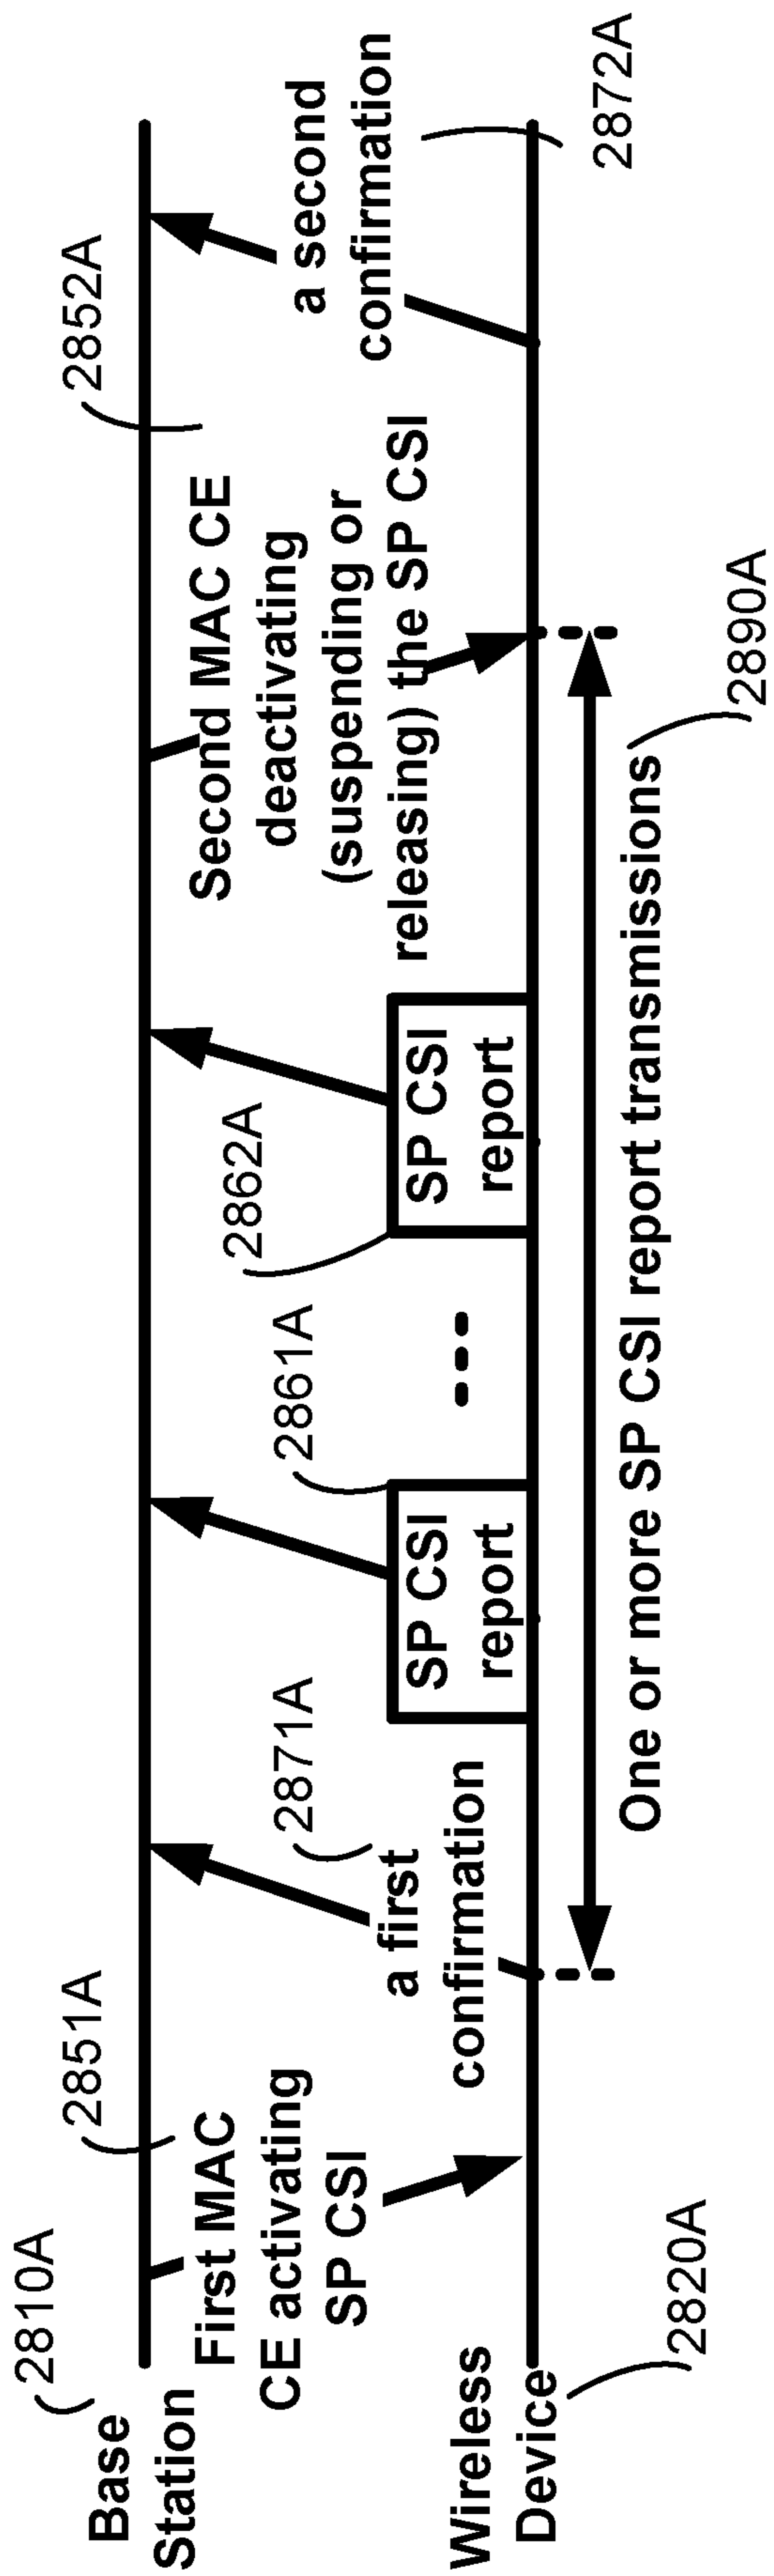 2810A
Base
Station
2851A
First MAC
CE activating
SP CSI
Wireless
Device
2820A
a first
confirmation
2871A
SP CSI
report
2861A
SP CSI
report
2862A
One or more SP CSI report transmissions
2890A
Second MAC CE
deactivating
(suspending or
releasing) the SP CSI
2852A
a second
confirmation
2872A